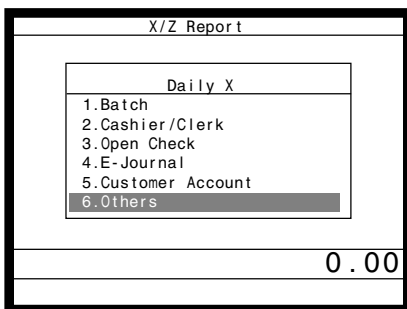 X/Z Report
Daily X
1.Batch
2.Cashier/Clerk
3.Open Check
4.E-Journal
5.Customer Account
6.Others
0.00